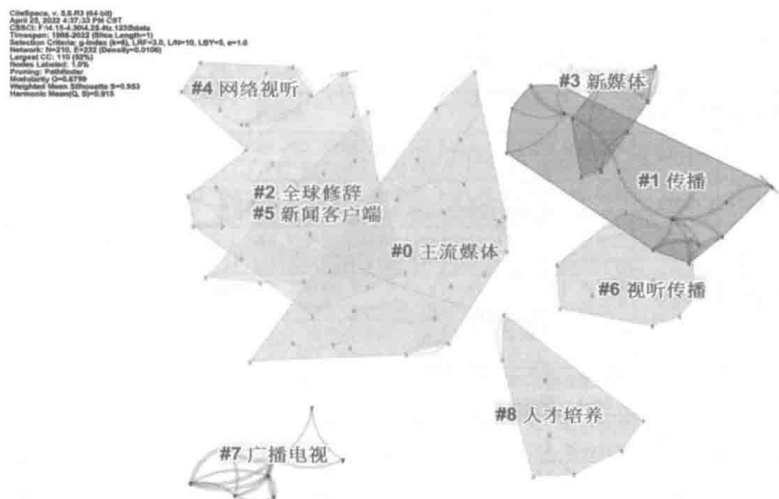 CiteSpace, v. 5.8.R3 (64-bit)
April 25, 2022 4:37:33 PM CST
Timespan: 1998-2022 (Slice Length=1)
Selection Criteria: g-index (k=6), LRF=3.0, L/N=10, LBY=5, e=1.0
Network: N=210, E=232 (Density=0.0106)
Largest CC: 110 (52%)
Nodes Labeled: 1.0%
Pruning: Pathfinder
Modularity Q=0.8799
Weighted Mean Silhouette S=0.953
Harmonic Mean(Q, S)=0.915
#3 新媒体
#4 网络视听
#1 传播
#2 全球修辞
#5 新闻客户端
#0 主流媒体
#6 视听传播
#8 人才培养
#7 广播电视